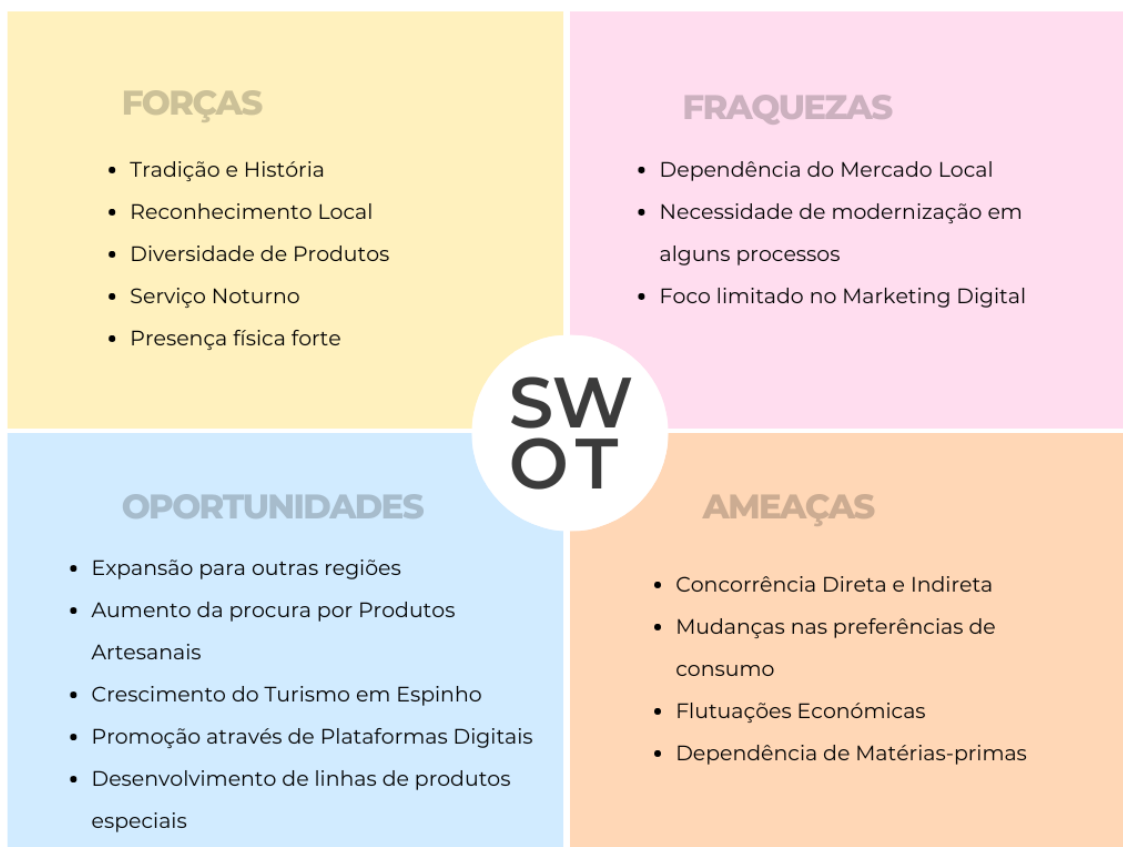 FORÇAS
• Tradição e História
• Reconhecimento Local
• Diversidade de Produtos
• Serviço Noturno
• Presença física forte
FRAQUEZAS
• Dependência do Mercado Local
• Necessidade de modernização em
alguns processos
• Foco limitado no Marketing Digital
SW
OT
OPORTUNIDADES
• Expansão para outras regiões
• Aumento da procura por Produtos
Artesanais
• Crescimento do Turismo em Espinho
• Promoção através de Plataformas Digitais
• Desenvolvimento de linhas de produtos
especiais
AMEAÇAS
• Concorrência Direta e Indireta
• Mudanças nas preferências de
consumo
• Flutuações Económicas
• Dependência de Matérias-primas